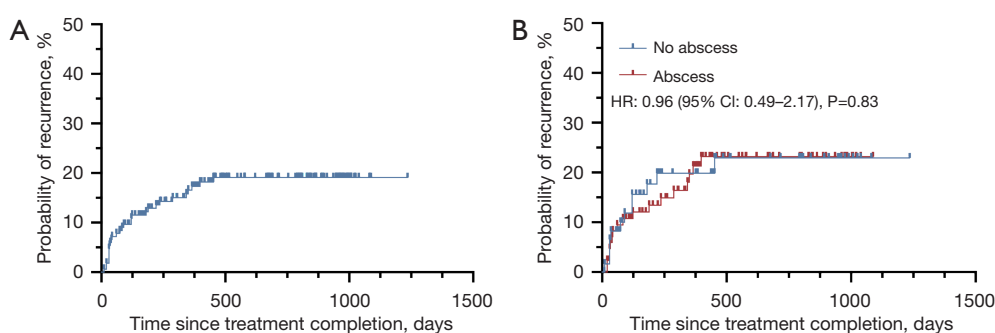 A
Probability of recurrence, %
50
40
30
20
10
0
0 500 1000 1500
Time since treatment completion, days
B
Probability of recurrence, %
50
40
30
20
10
0
No abscess
Abscess
HR: 0.96 (95% CI: 0.49–2.17), P=0.83
0 500 1000 1500
Time since treatment completion, days